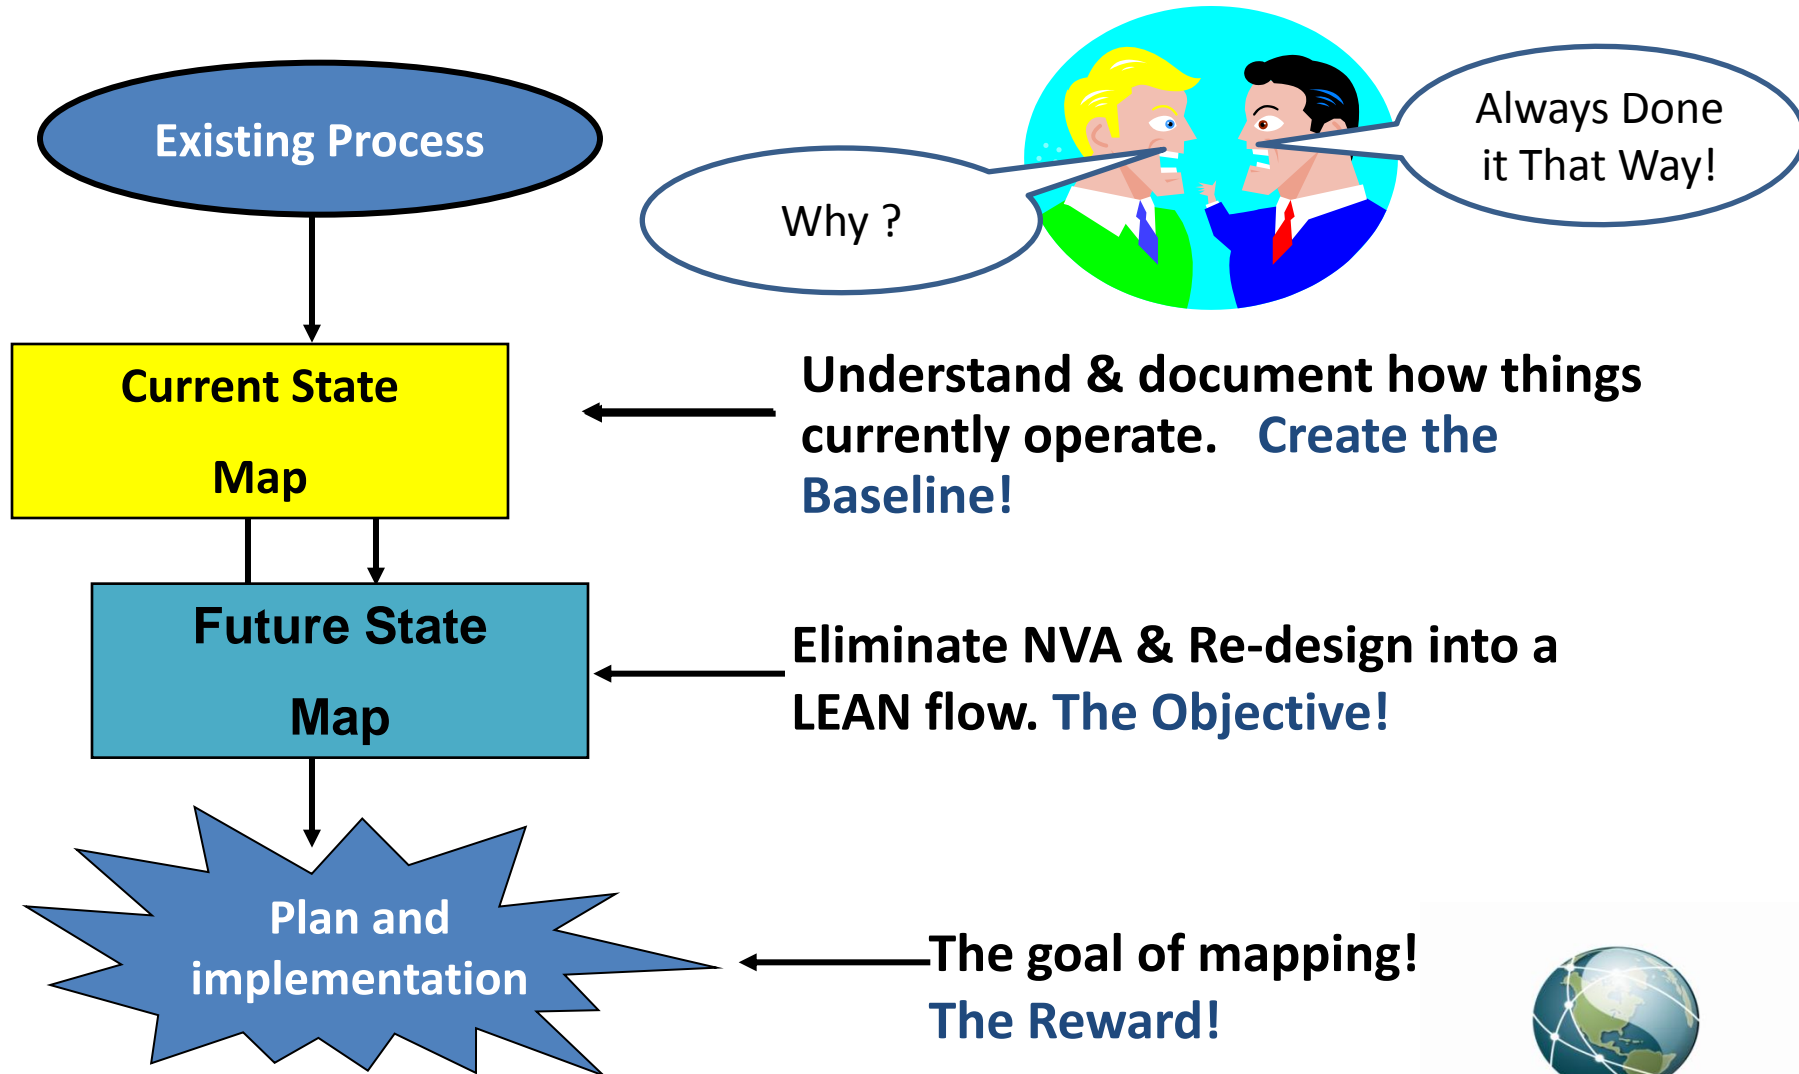 Existing Process
Why ?
Always Done
it That Way!
Current State
Map
Understand & document how things
currently operate.   Create the
Baseline!
Future State
Map
Eliminate NVA & Re-design into a
LEAN flow. The Objective!
Plan and
implementation
The goal of mapping!
The Reward!